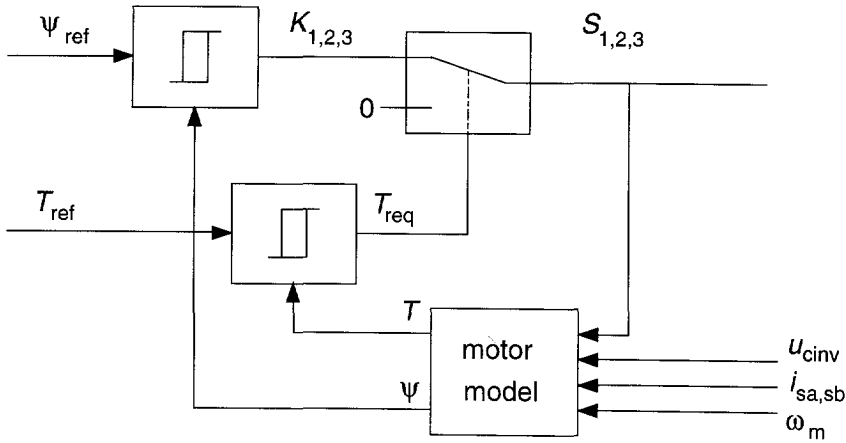 ψref
K1,2,3
S1,2,3
0
Tref
Treq
T
motor
model
ψ
ucinv
isa,sb
ωm